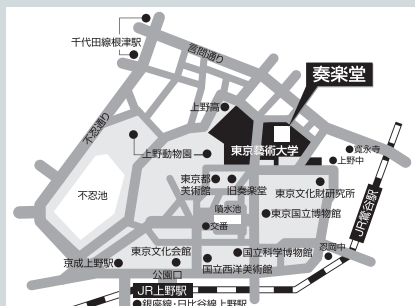 千代田線根津駅
言問通り
奏楽堂
不忍通り
上野高
東京藝術大学
寛永寺
上野中
上野動物園
東京都
美術館
旧奏楽堂
東京文化財研究所
不忍池
噴水池
東京国立博物館
JR鶯谷駅
交番
忍岡中
東京文化会館
国立科学博物館
京成上野駅
公園口
国立西洋美術館
JR上野駅
銀座線・日比谷線上野駅